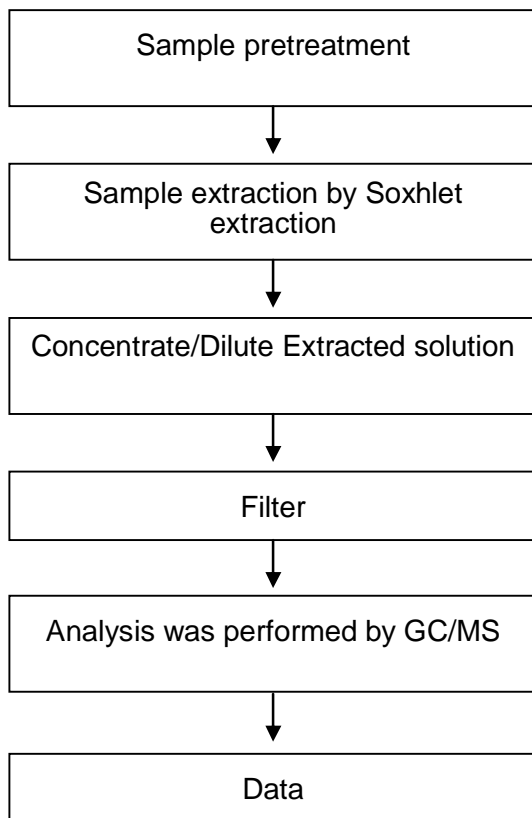 Sample pretreatment
Sample extraction by Soxhlet
extraction
Concentrate/Dilute Extracted solution
Filter
Analysis was performed by GC/MS
Data